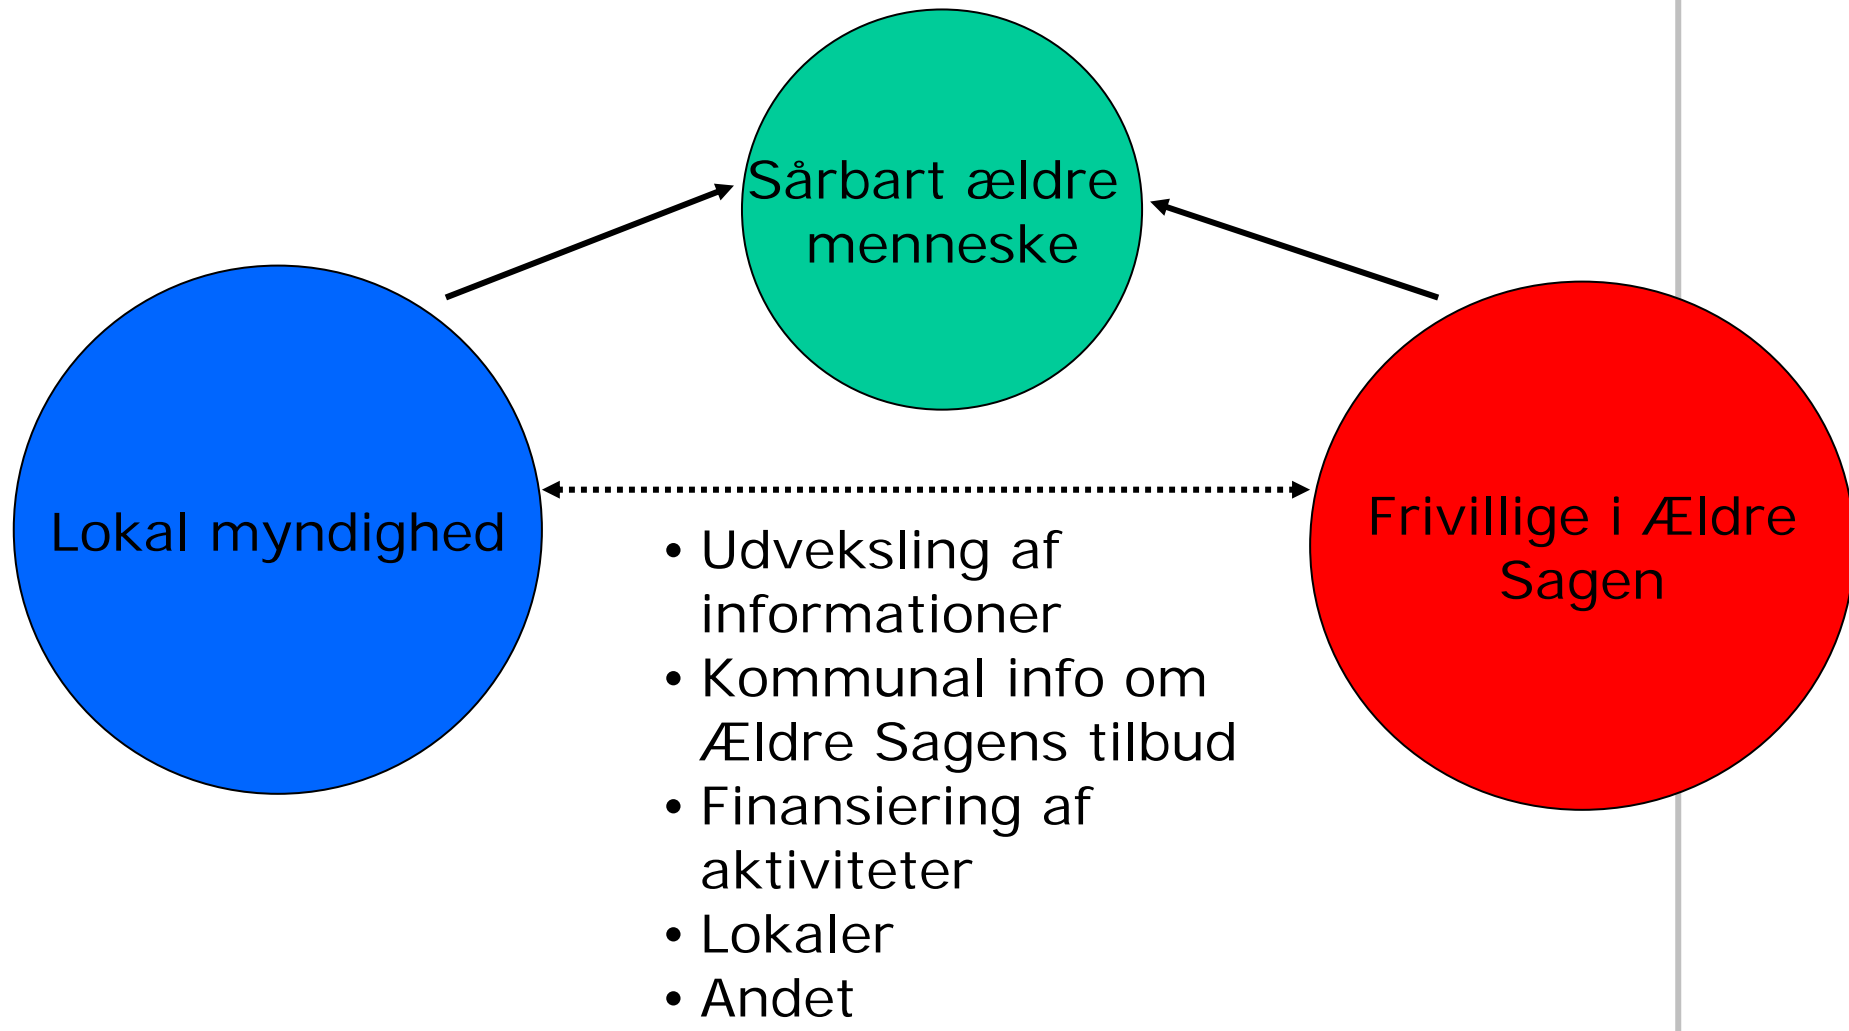 Sårbart ældre
menneske
Lokal myndighed
Frivillige i Ældre
Sagen
• Udveksling af
informationer
• Kommunal info om
Ældre Sagens tilbud
• Finansiering af
aktiviteter
• Lokaler
• Andet